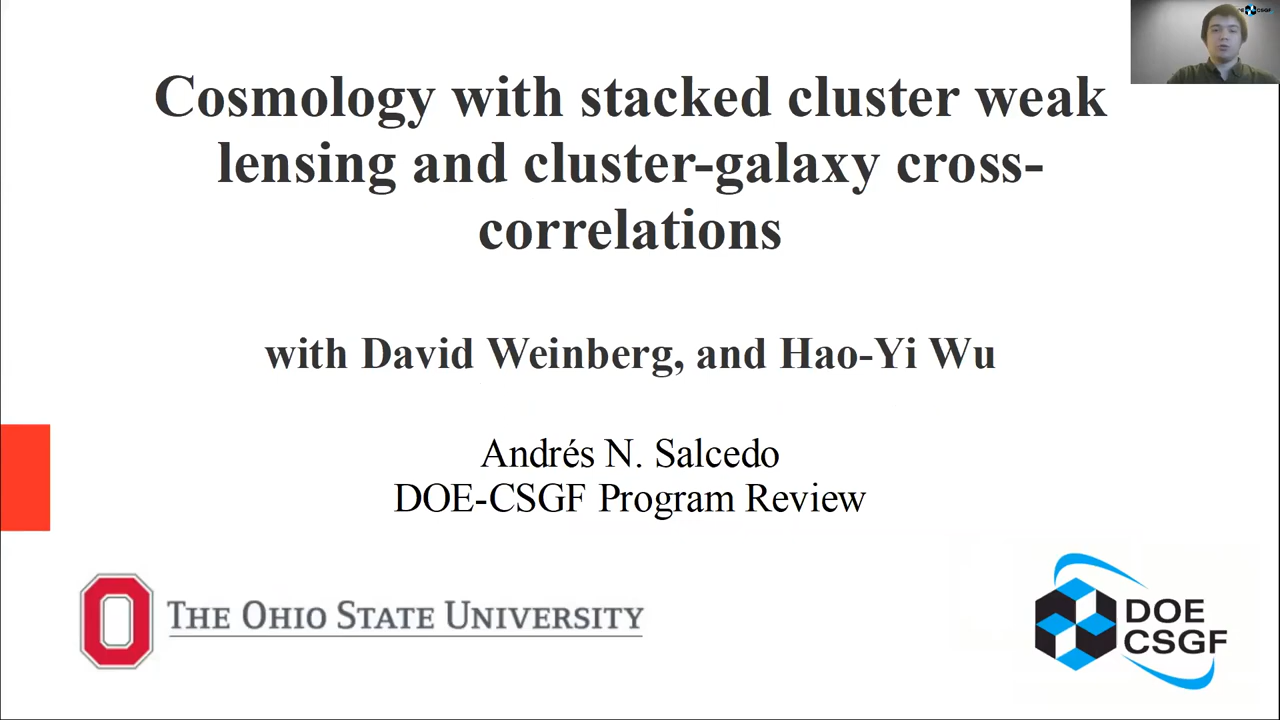 Cosmology with stacked cluster weak
lensing and cluster-galaxy cross-
correlations
with David Weinberg, and Hao-Yi Wu
Andrés N. Salcedo
DOE-CSGF Program Review
THE OHIO STATE UNIVERSITY
DOE
CSGF